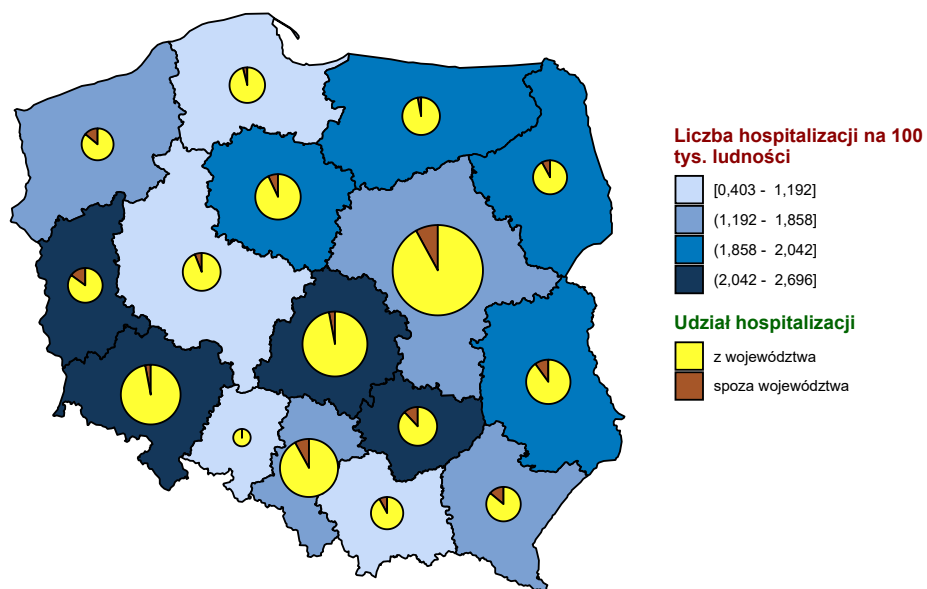 Liczba hospitalizacji na 100
tys. ludności
[0,403 - 1,192]
(1,192 - 1,858]
(1,858 - 2,042]
(2,042 - 2,696]
Udział hospitalizacji
z województwa
spoza województwa